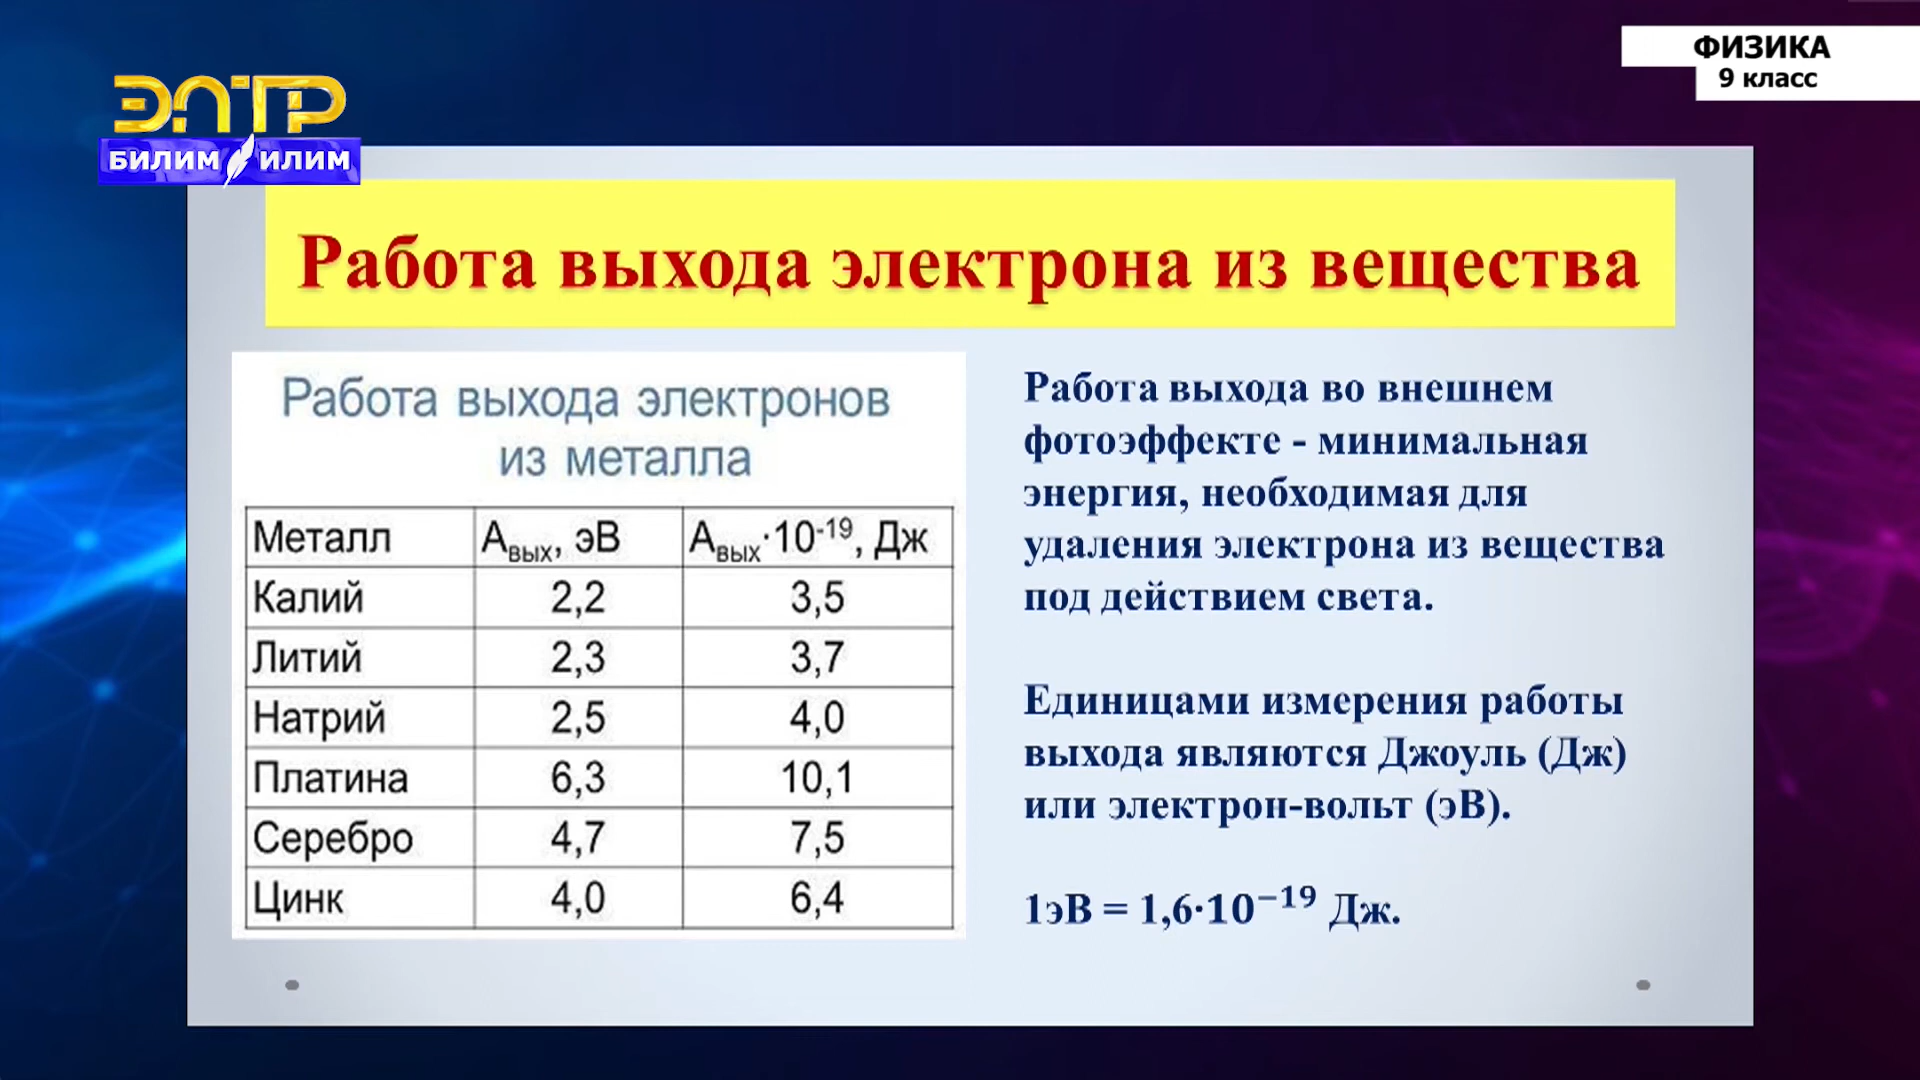 ФИЗИКА
9 класс
ЭЛТР
БИЛИМ ИЛИМ
Работа выхода электрона из вещества
Работа выхода электронов
из металла
Металл Aвых, эВ Aвых·10⁻¹⁹, Дж
Калий 2,2 3,5
Литий 2,3 3,7
Натрий 2,5 4,0
Платина 6,3 10,1
Серебро 4,7 7,5
Цинк 4,0 6,4
Работа выхода во внешнем
фотоэффекте - минимальная
энергия, необходимая для
удаления электрона из вещества
под действием света.
Единицами измерения работы
выхода являются Джоуль (Дж)
или электрон-вольт (эВ).
1эВ = 1,6·10⁻¹⁹ Дж.